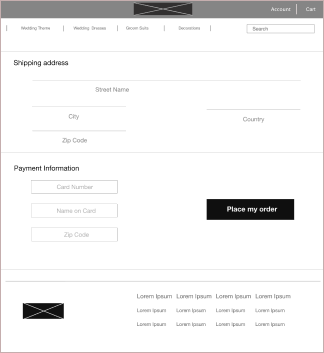 Account Cart
Wedding Theme Wedding Dresses Groom Suits Decorations Search
Shipping address
Street Name
City
Country
Zip Code
Payment Information
Card Number
Name on Card
Place my order
Zip Code
Lorem Ipsum Lorem Ipsum Lorem Ipsum Lorem Ipsum
Lorem Ipsum Lorem Ipsum Lorem Ipsum Lorem Ipsum
Lorem Ipsum Lorem Ipsum Lorem Ipsum Lorem Ipsum